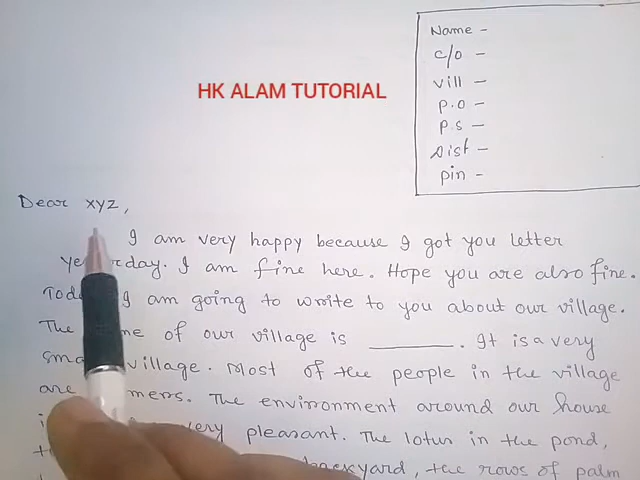 Name -
C/O -
HK ALAM TUTORIAL
Vill -
P.O -
P.S -
Dist -
Pin -
Dear xyz,
I am very happy because I got you letter
I am fine here. Hope you are also fine.
I am going to write to you about our village.
The of our village is ________. It is a very
village. Most of the people in the village
are The environment around our house
very pleasant. The lotus in the pond,
backyard, the rows of palm